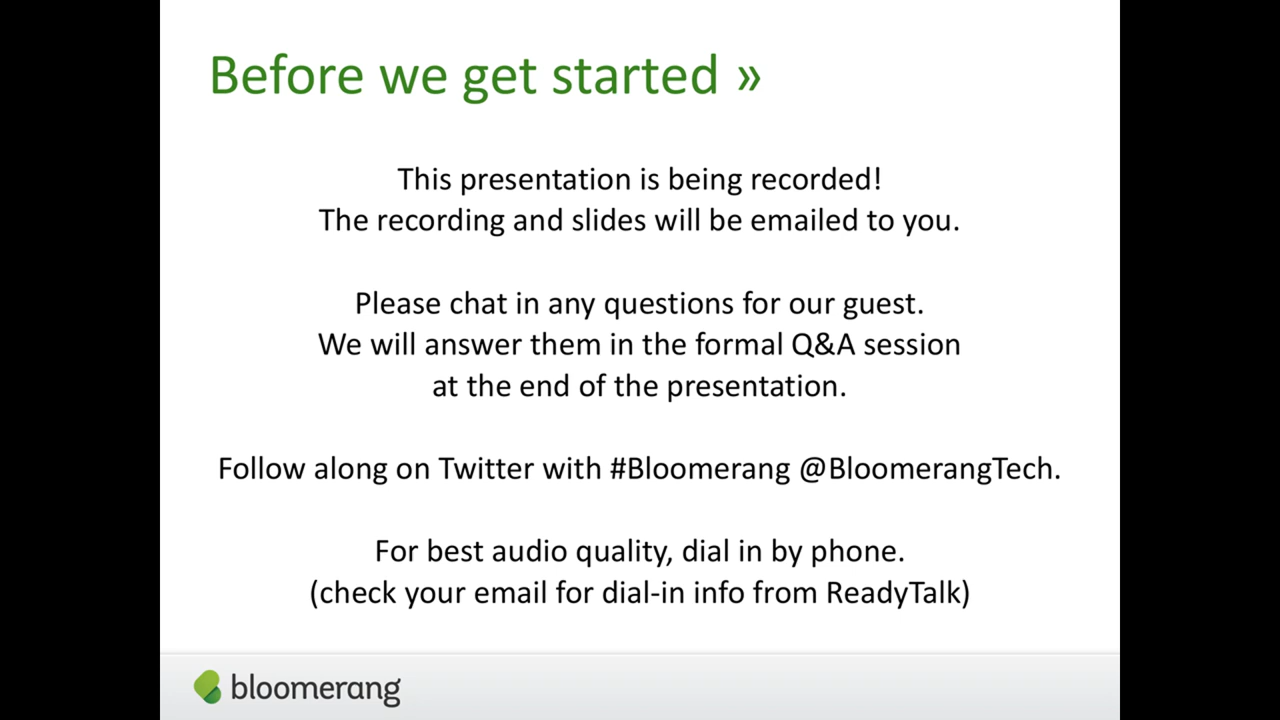 Before we get started »
This presentation is being recorded!
The recording and slides will be emailed to you.
Please chat in any questions for our guest.
We will answer them in the formal Q&A session
at the end of the presentation.
Follow along on Twitter with #Bloomerang @BloomerangTech.
For best audio quality, dial in by phone.
(check your email for dial-in info from ReadyTalk)
bloomerang